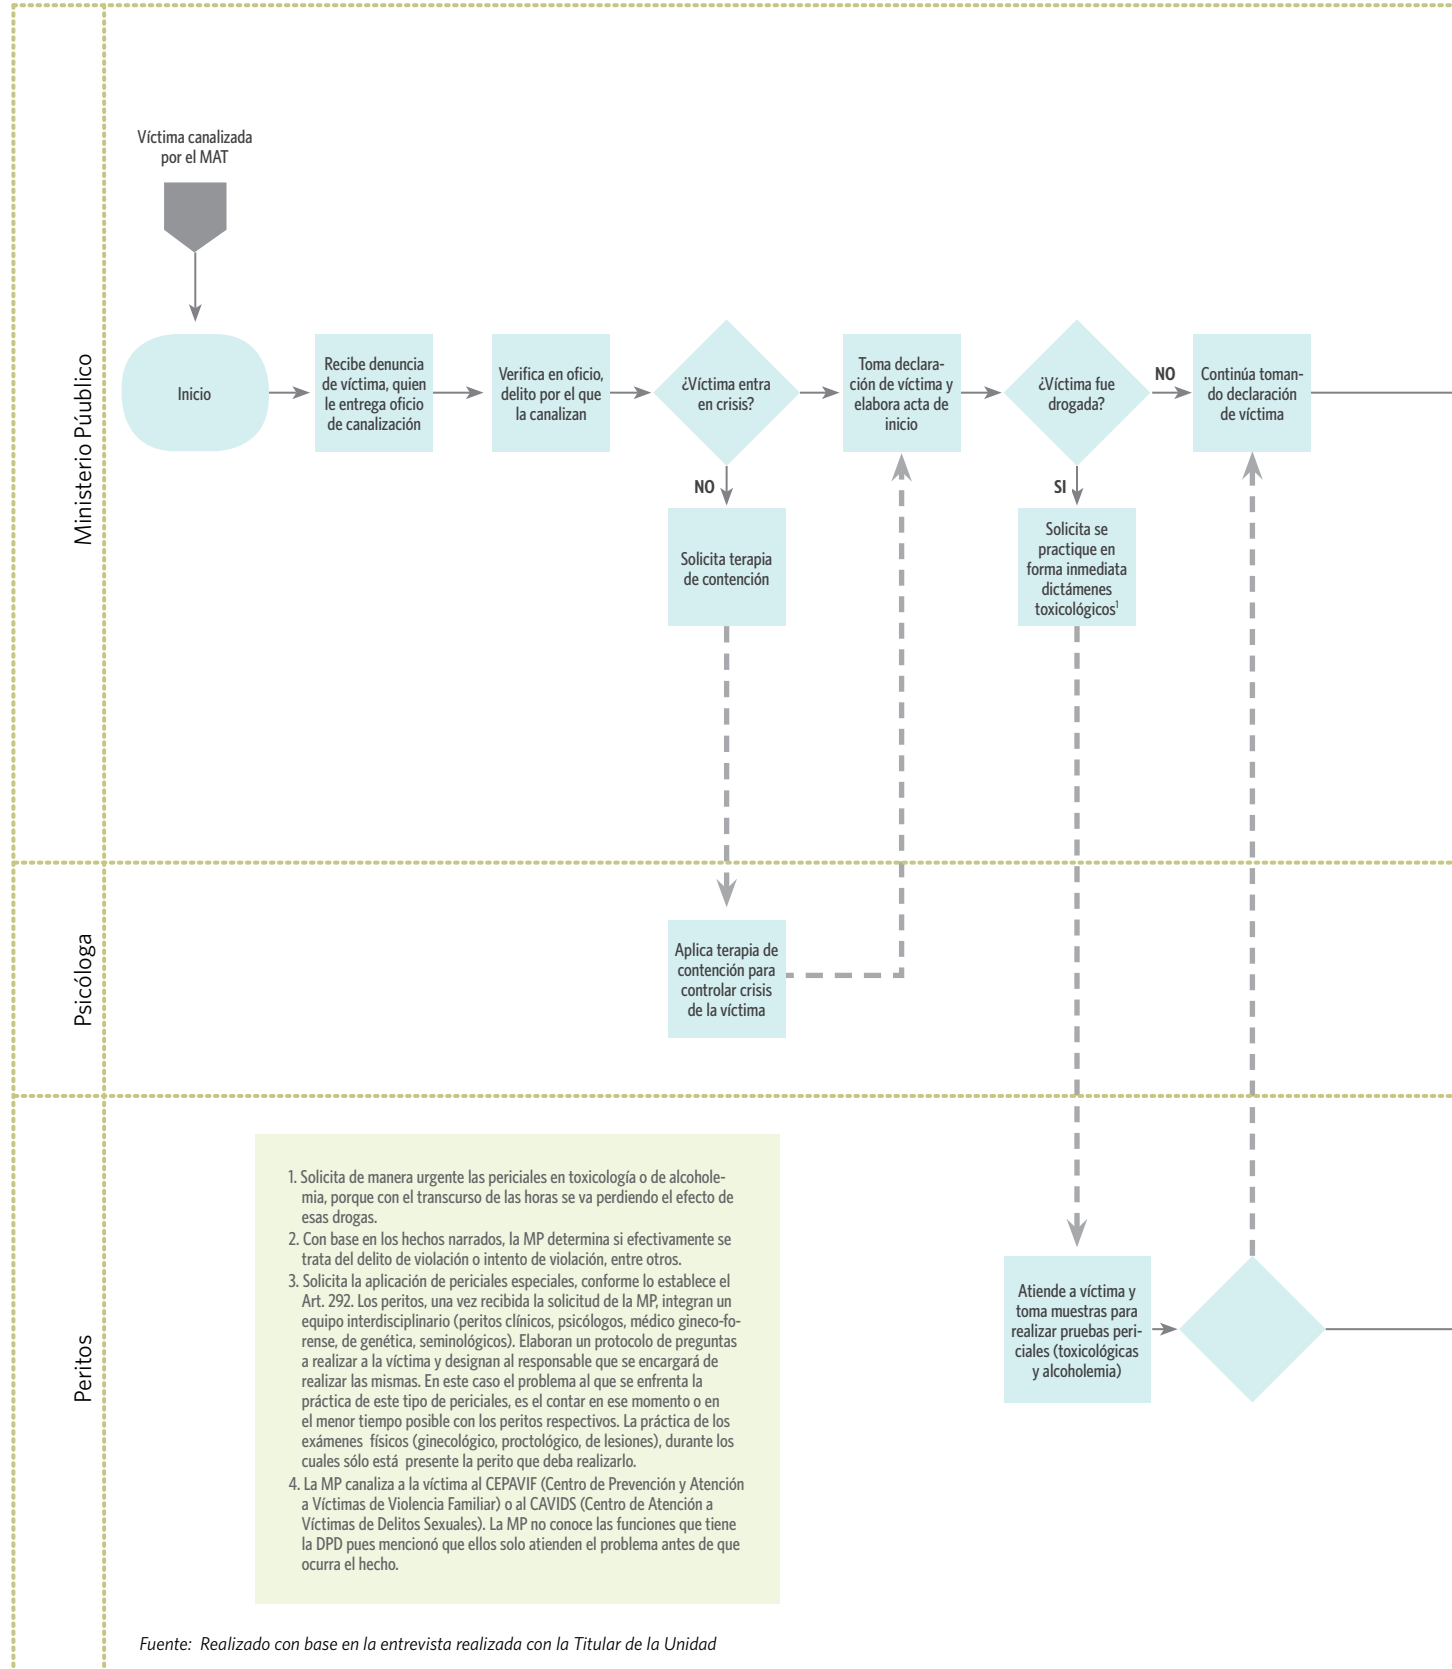 Víctima canalizada
por el MAT
Ministerio Púublico
Inicio
Recibe denuncia
de víctima, quien
le entrega oficio
de canalización
Verifica en oficio,
delito por el que
la canalizan
¿Víctima entra
en crisis?
Toma declara-
ción de víctima y
elabora acta de
inicio
¿Víctima fue
drogada?
NO
Continúa toman-
do declaración
de víctima
NO
Solicita terapia
de contención
SI
Solicita se
practique en
forma inmediata
dictámenes
toxicológicos1
Psicóloga
Aplica terapia de
contención para
controlar crisis
de la víctima
Peritos
Atiende a víctima y
toma muestras para
realizar pruebas peri-
ciales (toxicológicas
y alcoholemia)
1. Solicita de manera urgente las periciales en toxicología o de alcohole-
mia, porque con el transcurso de las horas se va perdiendo el efecto de
esas drogas.
2. Con base en los hechos narrados, la MP determina si efectivamente se
trata del delito de violación o intento de violación, entre otros.
3. Solicita la aplicación de periciales especiales, conforme lo establece el
Art. 292. Los peritos, una vez recibida la solicitud de la MP, integran un
equipo interdisciplinario (peritos clínicos, psicólogos, médico gineco-fo-
rense, de genética, seminológicos). Elaboran un protocolo de preguntas
a realizar a la víctima y designan al responsable que se encargará de
realizar las mismas. En este caso el problema al que se enfrenta la
práctica de este tipo de periciales, es el contar en ese momento o en
el menor tiempo posible con los peritos respectivos. La práctica de los
exámenes físicos (ginecológico, proctológico, de lesiones), durante los
cuales sólo está presente la perito que deba realizarlo.
4. La MP canaliza a la víctima al CEPAVIF (Centro de Prevención y Atención
a Víctimas de Violencia Familiar) o al CAVIDS (Centro de Atención a
Víctimas de Delitos Sexuales). La MP no conoce las funciones que tiene
la DPD pues mencionó que ellos solo atienden el problema antes de que
ocurra el hecho.
Fuente: Realizado con base en la entrevista realizada con la Titular de la Unidad